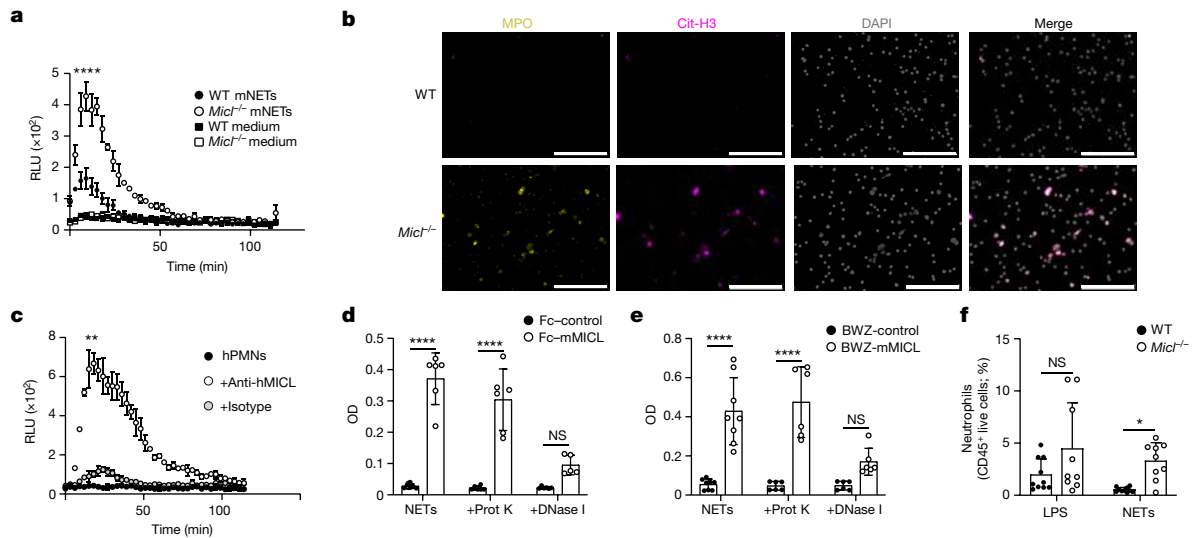 a
RLU (×10²)
5
4
3
2
1
0
****
WT mNETs
Micl⁻/⁻ mNETs
WT medium
Micl⁻/⁻ medium
50
100
Time (min)
b
MPO
Cit-H3
DAPI
Merge
WT
Micl⁻/⁻
c
RLU (×10²)
8
6
4
2
0
**
hPMNs
+Anti-hMICL
+Isotype
50
100
Time (min)
d
Fc–control
Fc–mMICL
OD
0.5
0.4
0.3
0.2
0.1
0
****
****
NS
NETs
+Prot K
+DNase I
e
BWZ-control
BWZ-mMICL
OD
0.8
0.6
0.4
0.2
0
****
****
NS
NETs
+Prot K
+DNase I
f
WT
Micl⁻/⁻
Neutrophils
(CD45⁺ live cells; %)
15
10
5
0
NS
*
LPS
NETs